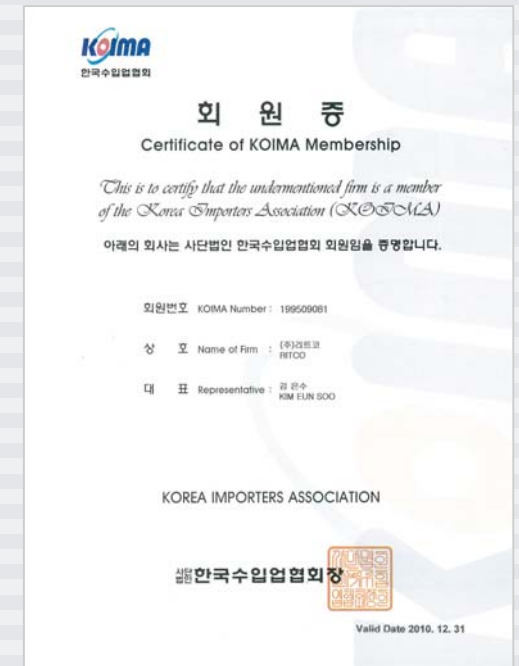 KOIMA
한국수입업협회
회 원 증
Certificate of KOIMA Membership
This is to certify that the undermentioned firm is a member
of the Korea Importers Association (KOIMA)
아래의 회사는 사단법인 한국수입업협회 회원임을 증명합니다.
회원번호 KOIMA Number : 199509081
상 호 Name of Firm : (주)리트코
RITCO
대 표 Representative : 김 은수
KIM EUN SOO
KOREA IMPORTERS ASSOCIATION
사단법인 한국수입업협회장
Valid Date 2010. 12. 31